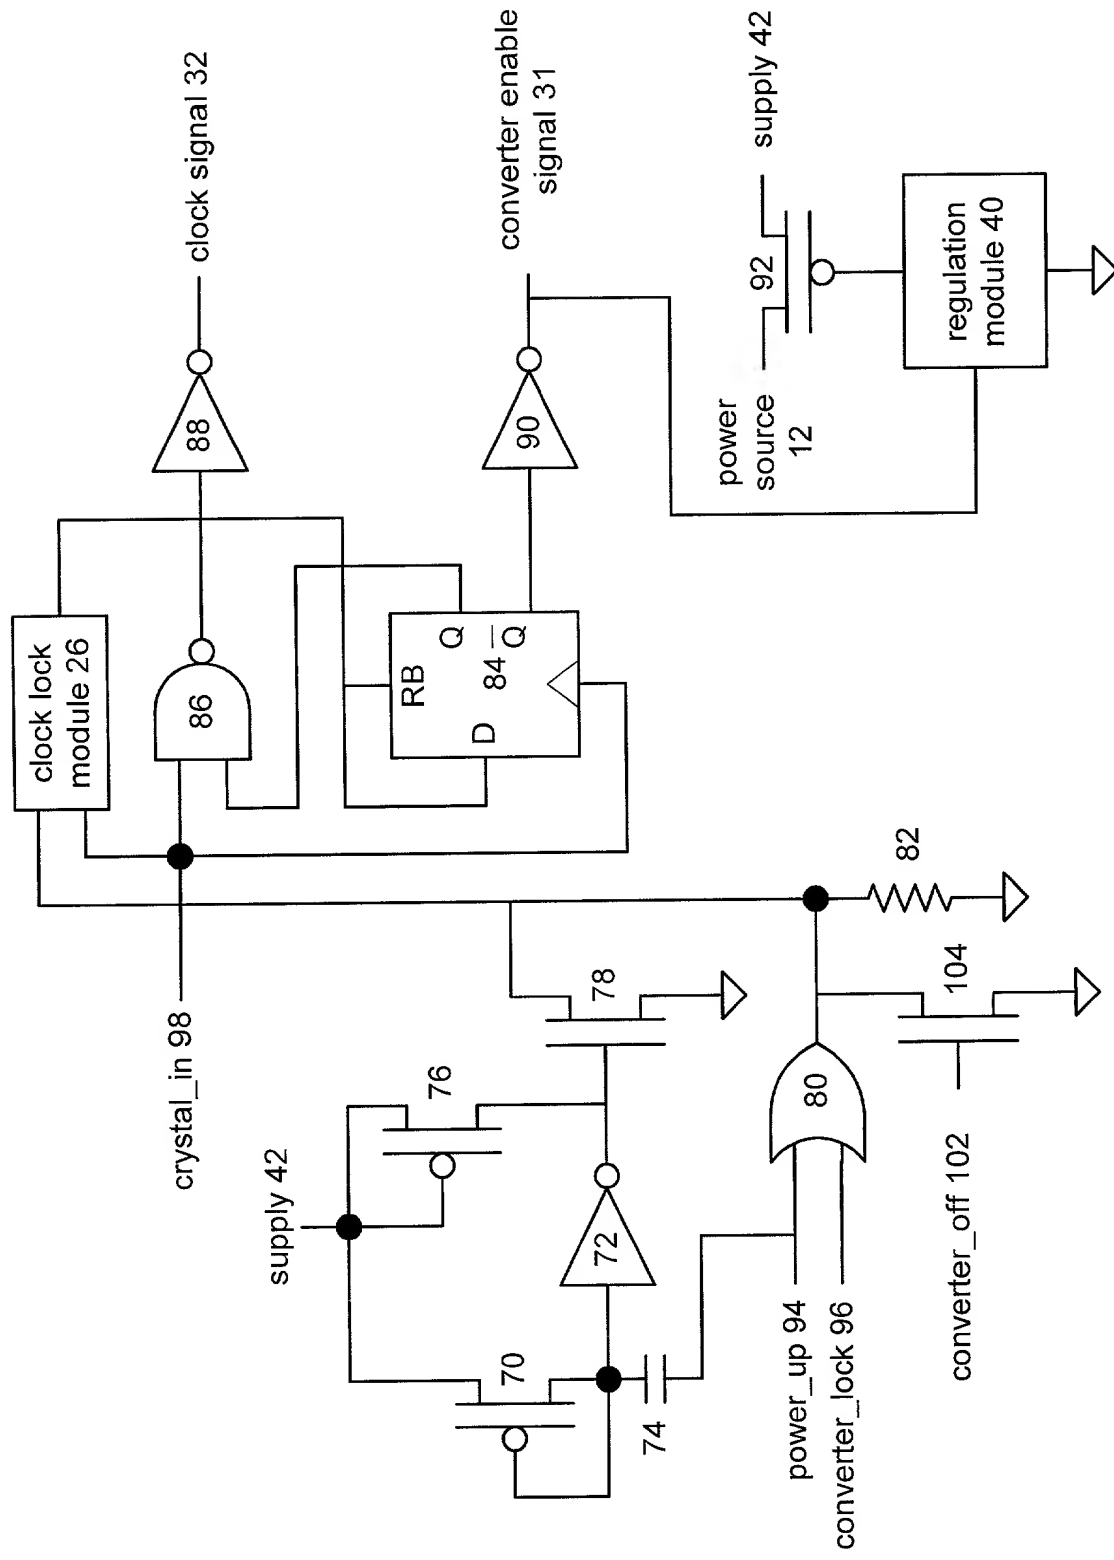 clock signal 32
converter enable
signal 31
supply 42
92
power
source
12
regulation
module 40
88
90
clock lock
module 26
86
RB
Q
84
Q̅
D
82
crystal_in 98
78
104
80
supply 42
76
72
70
74
power_up 94
converter_lock 96
converter_off 102